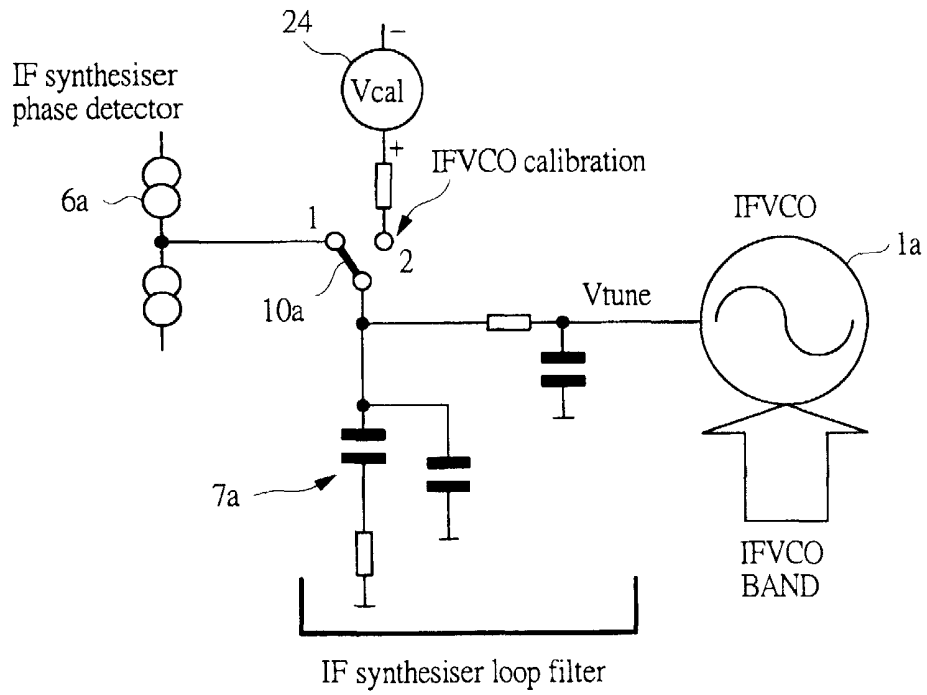 24
−
Vcal
+
IF synthesiser
phase detector
6a
IFVCO calibration
1
2
10a
IFVCO
1a
Vtune
7a
IFVCO
BAND
IF synthesiser loop filter